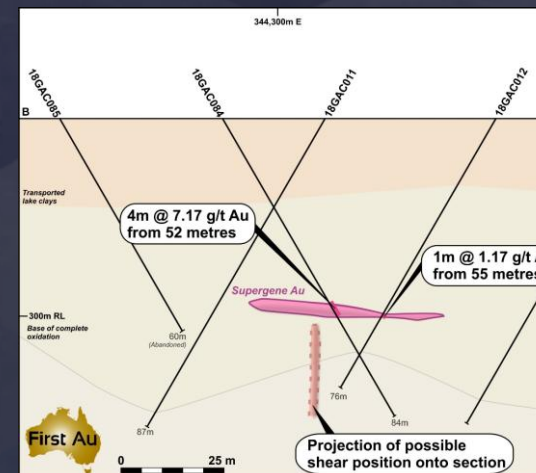 344,300m E
18GAC085
18GAC084
18GAC011
18GAC012
B
Transported
lake clays
4m @ 7.17 g/t Au
from 52 metres
1m @ 1.17 g/t
from 55 metres
Supergene Au
300m RL
Base of complete
oxidation
60m
(Abandoned)
76m
84m
87m
First Au
0 25 m
Projection of possible
shear position onto section